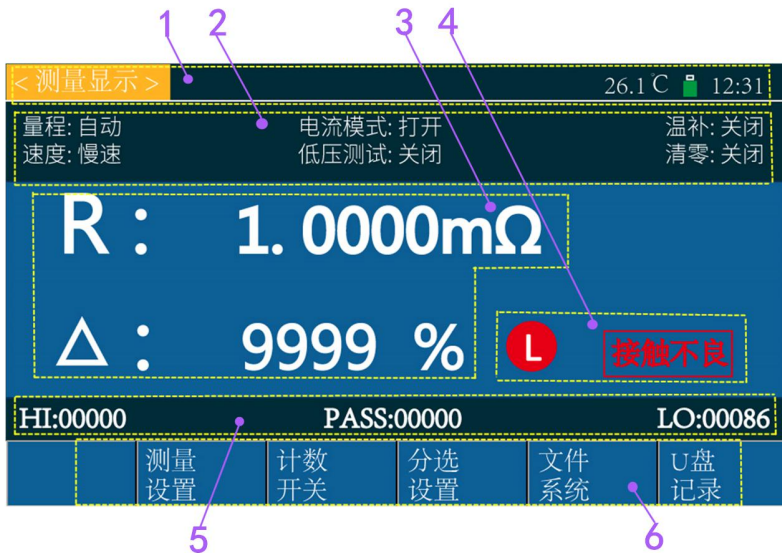 1 2 3 4
<测量显示> 26.1℃ 12:31
量程: 自动 电流模式: 打开 温补: 关闭
速度: 慢速 低压测试: 关闭 清零: 关闭
R: 1.0000mΩ
Δ: 9999 % L 接触不良
HI:00000 PASS:00000 LO:00086
测量 计数 分选 文件 U盘
设置 开关 设置 系统 记录
5 6